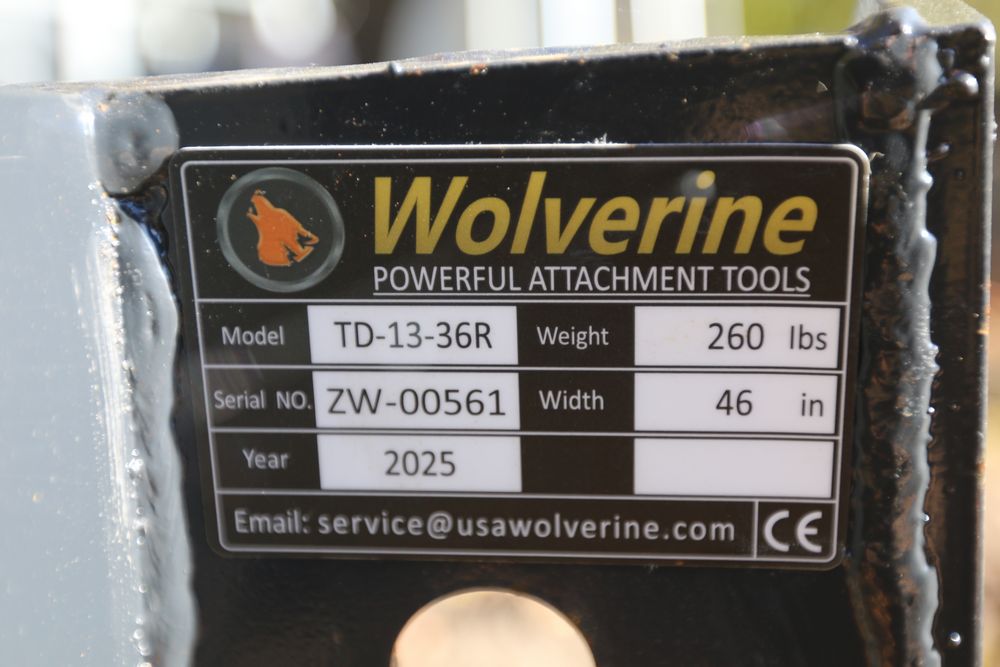 Wolverine
POWERFUL ATTACHMENT TOOLS
Model TD-13-36R Weight 260 lbs
Serial NO. ZW-00561 Width 46 in
Year 2025
Email: service@usawolverine.com CE